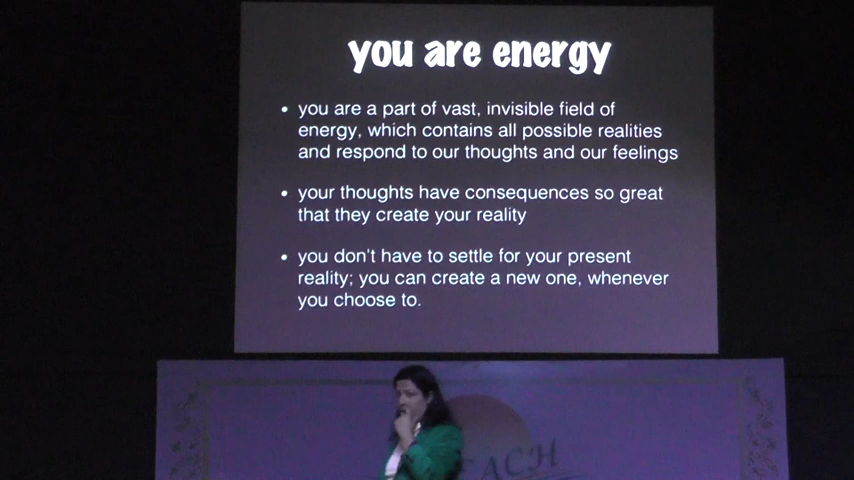 you are energy
• you are a part of vast, invisible field of
energy, which contains all possible realities
and respond to our thoughts and our feelings
• your thoughts have consequences so great
that they create your reality
• you don't have to settle for your present
reality; you can create a new one, whenever
you choose to.